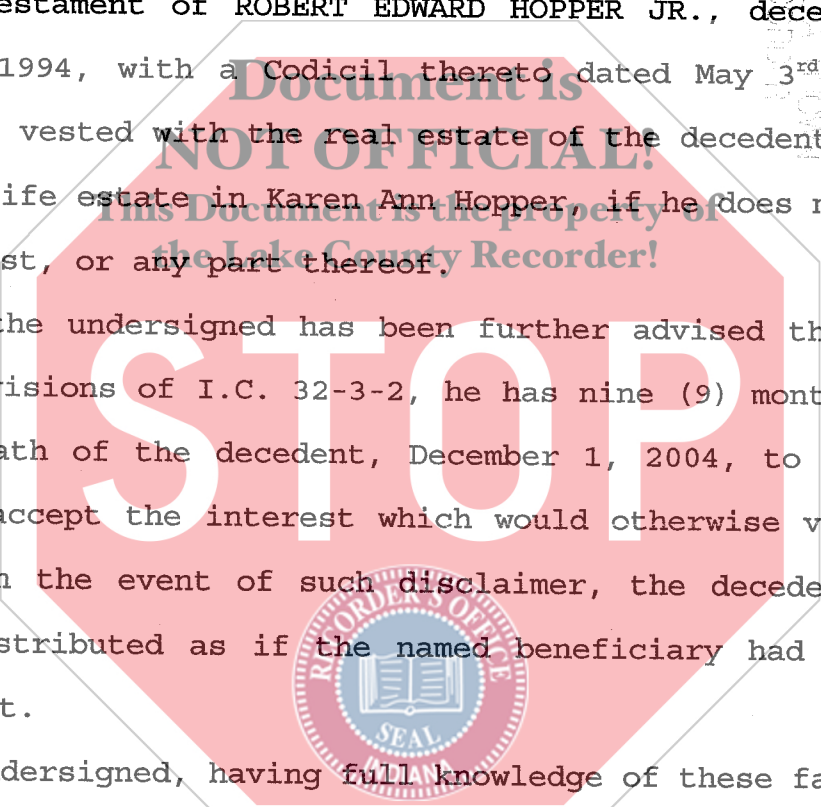 estament of ROBERT EDWARD HOPPER JR., dece
1994, with a Codicil thereto dated May 3rd
Document is
vested with the real estate of the decedent
NOT OFFICIAL!
ife estate in Karen Ann Hopper, if he does
This Document is the property of
st, or any part thereof.
the Lake County Recorder!
the undersigned has been further advised th
STOP
visions of I.C. 32-3-2, he has nine (9) mont
ath of the decedent, December 1, 2004, to
accept the interest which would otherwise v
the event of such disclaimer, the decede
RECORDER'S OFFICE
stributed as if the named beneficiary had
t.
SEAL
INDIANA
dersigned, having full knowledge of these fa